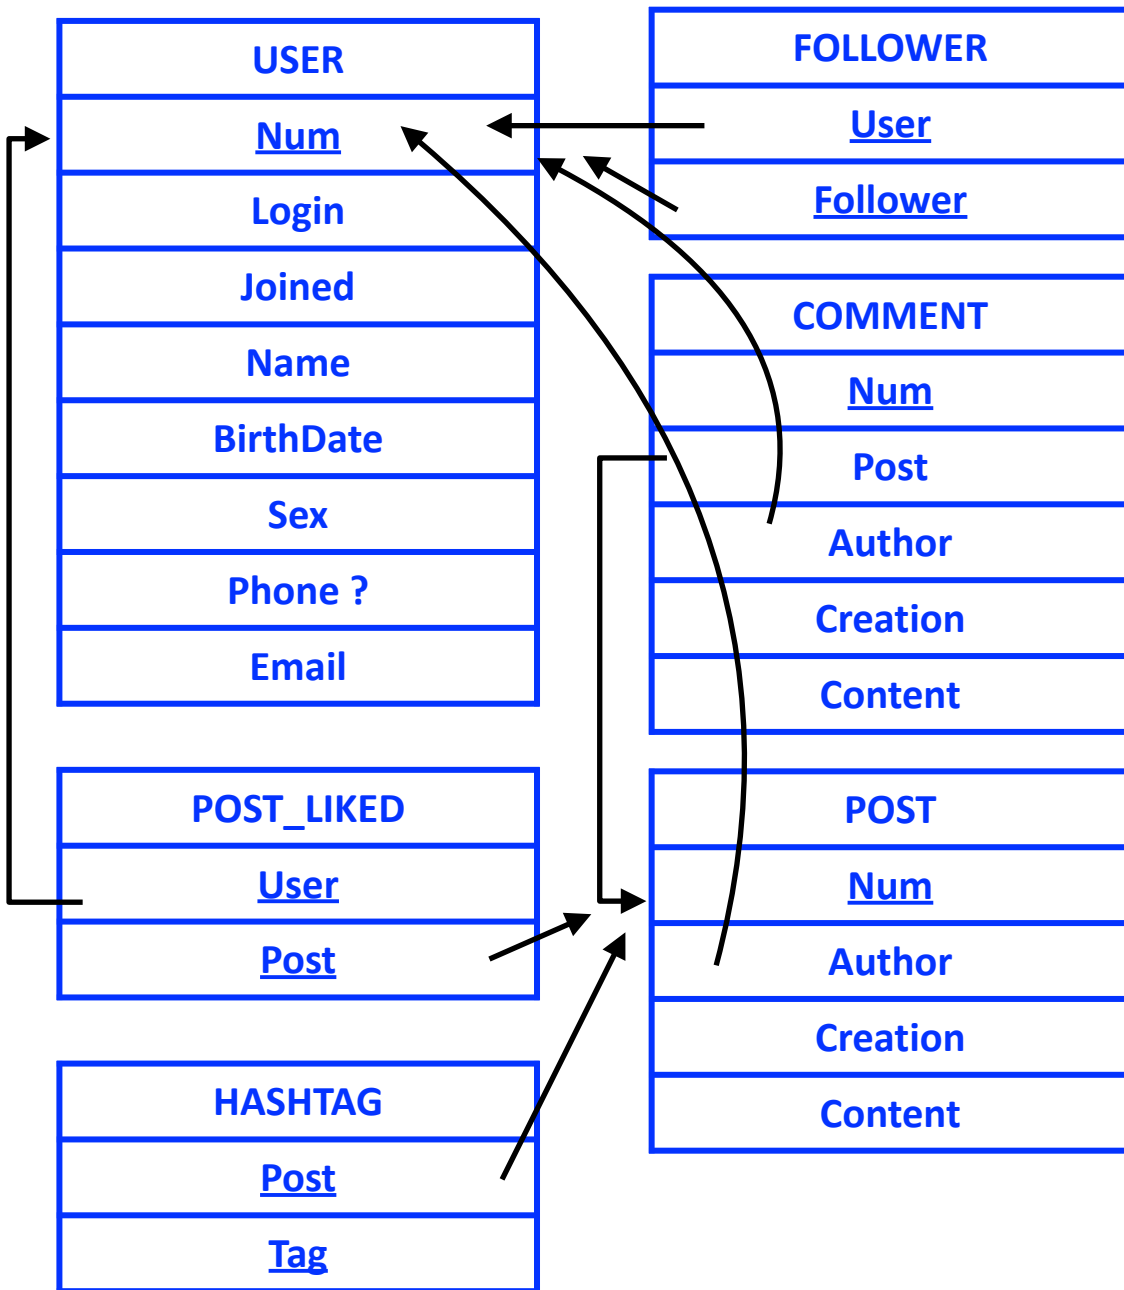 USER
Num
Login
Joined
Name
BirthDate
Sex
Phone ?
Email
FOLLOWER
User
Follower
COMMENT
Num
Post
Author
Creation
Content
POST_LIKED
User
Post
POST
Num
Author
Creation
Content
HASHTAG
Post
Tag